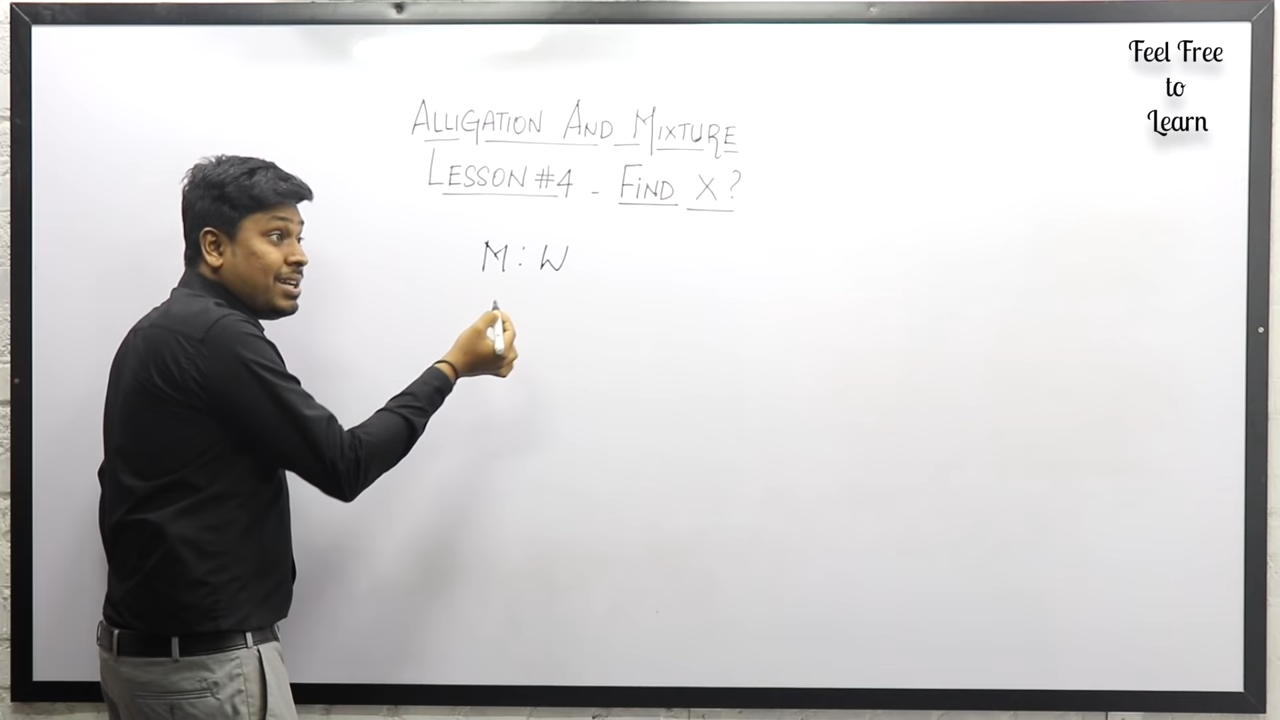 ALLIGATION AND MIXTURE
LESSON #4 - FIND X?
M : W
Feel Free
to
Learn